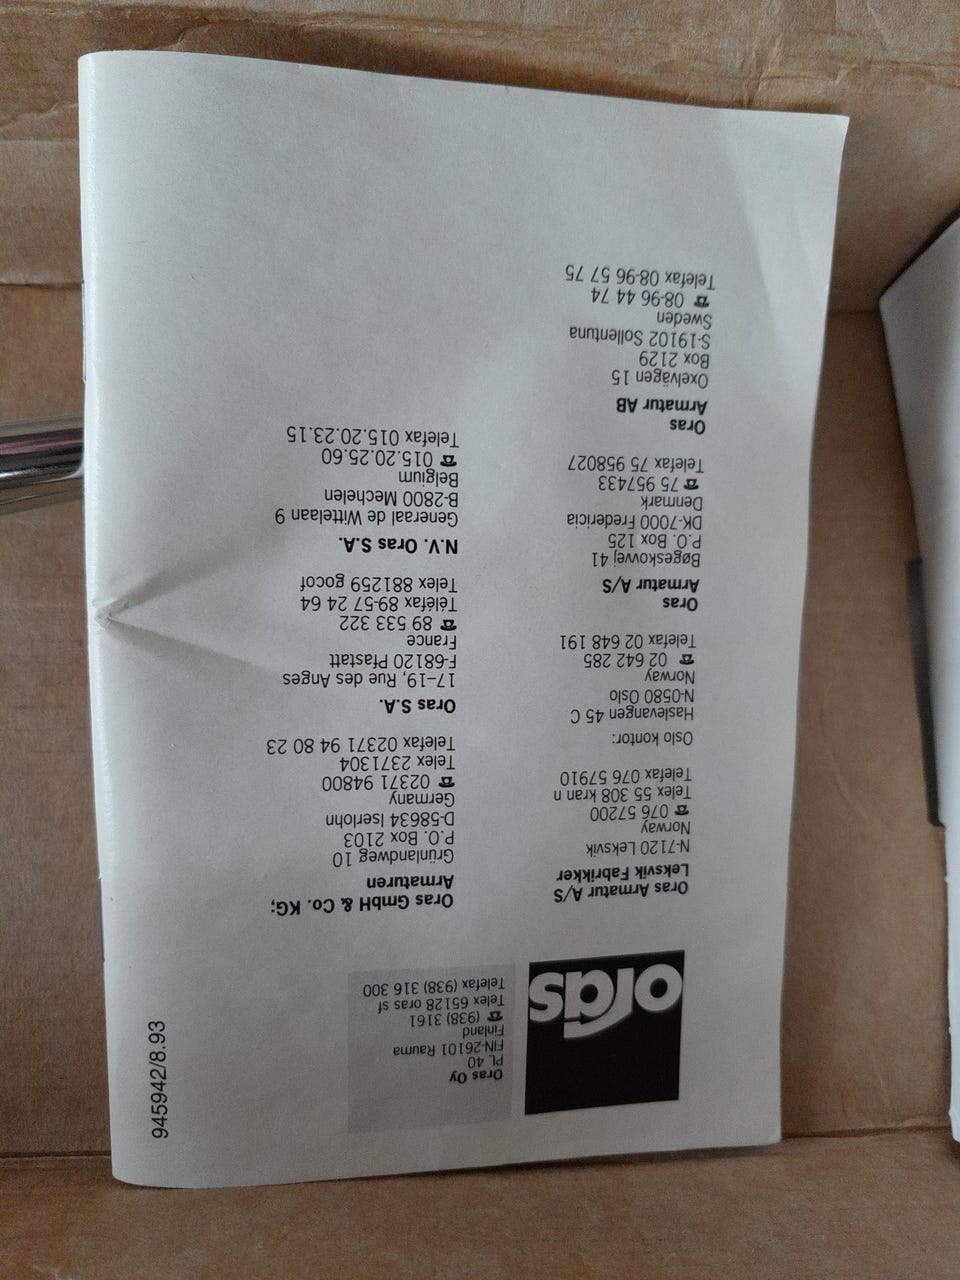 oras
Oras Oy
PL 40
FIN-26101 Rauma
Finland
☎ (938) 3161
Telex 65128 oras sf
Telefax (938) 316 300
Oras Armatur A/S
Leksvik Fabrikker
N-7120 Leksvik
Norway
☎ 076 57200
Telex 55 308 kran n
Telefax 076 57910
Oslo kontor:
Haslevangen 45 C
N-0580 Oslo
Norway
☎ 02 642 285
Telefax 02 648 191
Oras
Armatur A/S
Bøgeskovvej 41
P.O. Box 125
DK-7000 Fredericia
Denmark
☎ 75 957433
Telefax 75 958027
Oras
Armatur AB
Oxelvägen 15
Box 2129
S-19102 Sollentuna
Sweden
☎ 08-96 44 74
Telefax 08-96 57 75
Oras GmbH & Co. KG;
Armaturen
Grünlandweg 10
P.O. Box 2103
D-58634 Iserlohn
Germany
☎ 02371 94800
Telex 2371304
Telefax 02371 94 80 23
Oras S.A.
17–19, Rue des Anges
F-68120 Pfastatt
France
☎ 89 533 322
Téléfax 89-57 24 64
Telex 881259 gocof
N.V. Oras S.A.
Generaal de Wittelaan 9
B-2800 Mechelen
Belgium
☎ 015.20.25.60
Telefax 015.20.23.15
945942/8.93